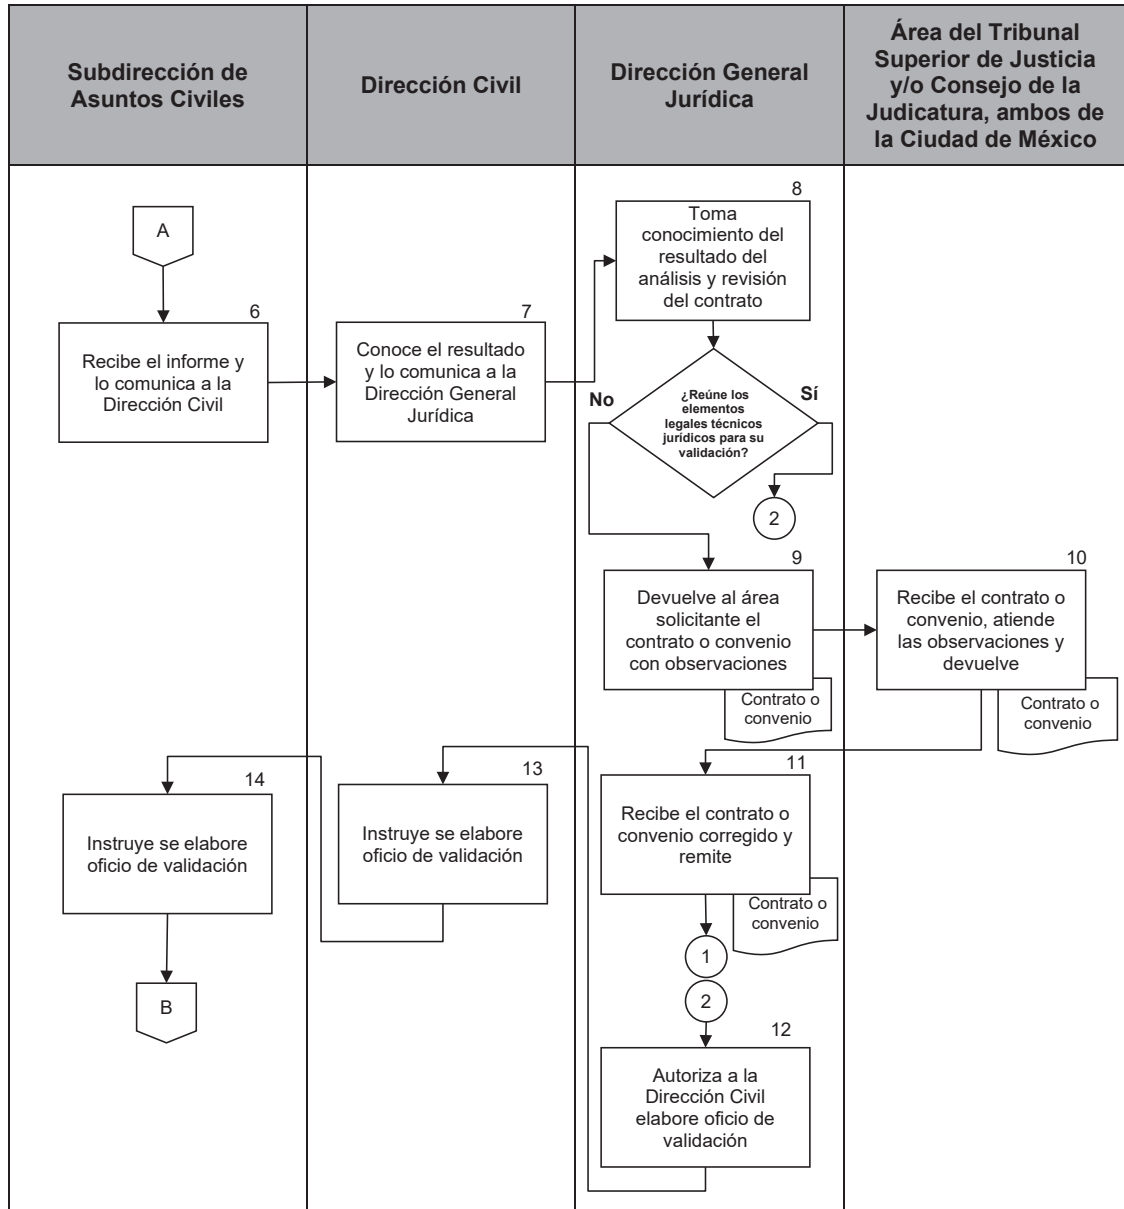 Subdirección de
Asuntos Civiles
Dirección Civil
Dirección General
Jurídica
Área del Tribunal
Superior de Justicia
y/o Consejo de la
Judicatura, ambos de
la Ciudad de México
A
6
Recibe el informe y
lo comunica a la
Dirección Civil
7
Conoce el resultado
y lo comunica a la
Dirección General
Jurídica
8
Toma
conocimiento del
resultado del
análisis y revisión
del contrato
No
¿Reúne los
elementos
legales técnicos
jurídicos para su
validación?
Sí
2
9
Devuelve al área
solicitante el
contrato o convenio
con observaciones
Contrato o
convenio
10
Recibe el contrato o
convenio, atiende
las observaciones y
devuelve
Contrato o
convenio
11
Recibe el contrato o
convenio corregido y
remite
Contrato o
convenio
1
2
12
Autoriza a la
Dirección Civil
elabore oficio de
validación
13
Instruye se elabore
oficio de validación
14
Instruye se elabore
oficio de validación
B